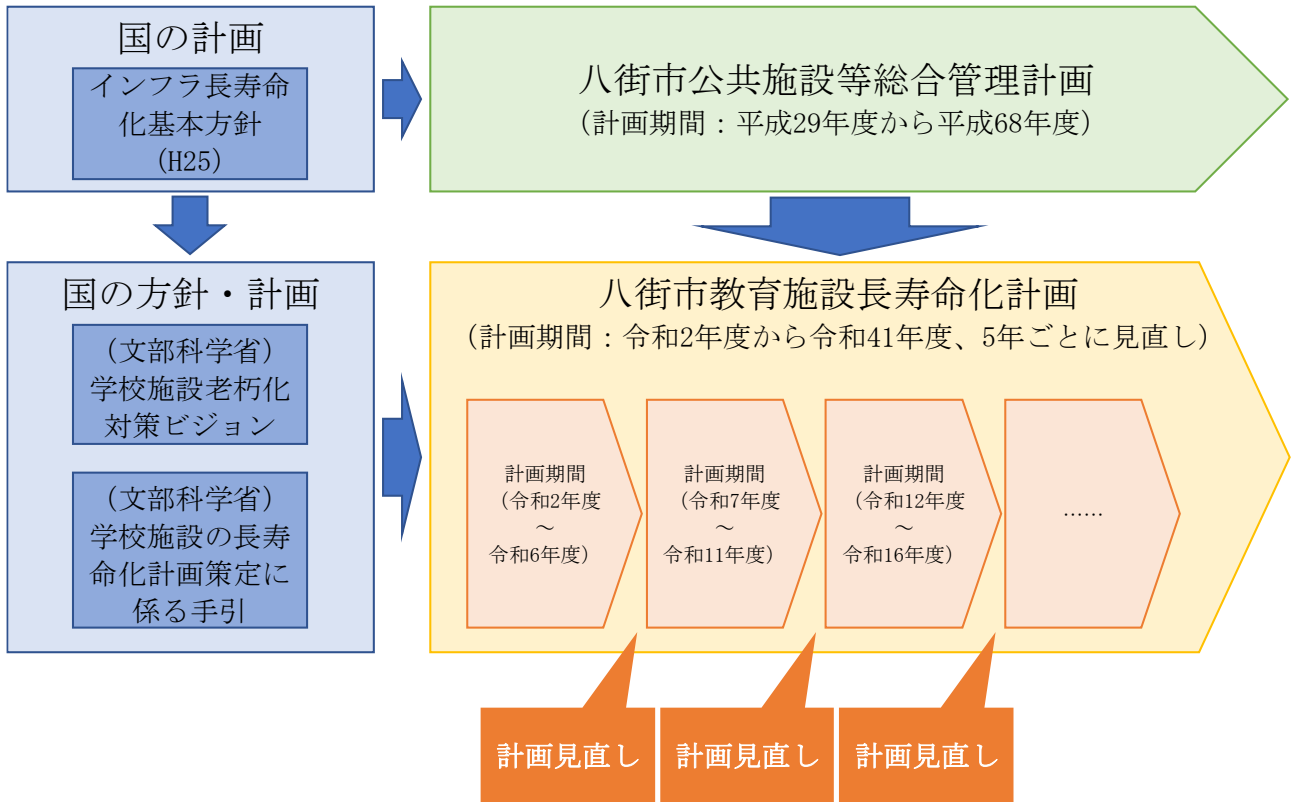 国の計画
インフラ長寿命
化基本方針
(H25)
八街市公共施設等総合管理計画
（計画期間：平成29年度から平成68年度）
国の方針・計画
（文部科学省）
学校施設老朽化
対策ビジョン
（文部科学省）
学校施設の長寿
命化計画策定に
係る手引
八街市教育施設長寿命化計画
（計画期間：令和2年度から令和41年度、5年ごとに見直し）
計画期間
（令和2年度
～
令和6年度）
計画期間
（令和7年度
～
令和11年度）
計画期間
（令和12年度
～
令和16年度）
……
計画見直し
計画見直し
計画見直し